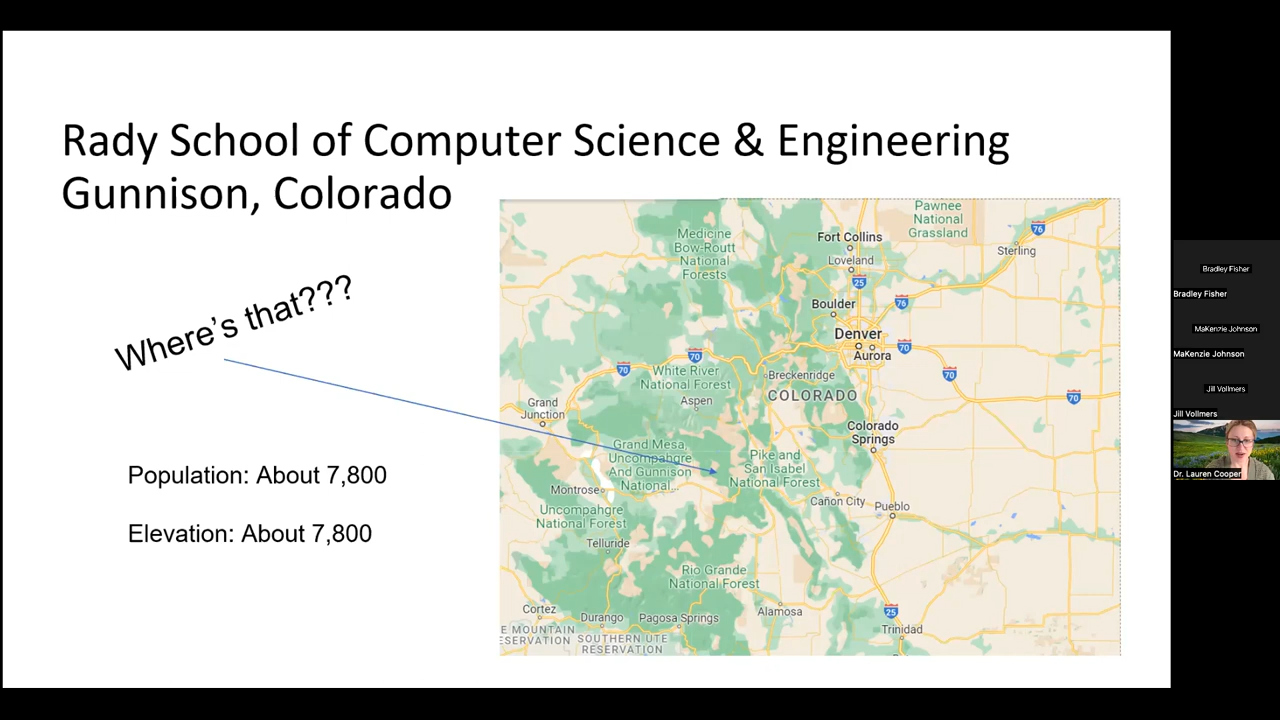 Rady School of Computer Science & Engineering
Gunnison, Colorado
Where's that???
Population: About 7,800
Elevation: About 7,800
Pawnee
National
Grassland
76
Medicine
Bow-Routt
National
Forests
Fort Collins
Loveland
Sterling
25
Boulder
76
Denver
Aurora
70
70
70
White River
National Forest
Breckenridge
70
70
Aspen
COLORADO
Grand
Junction
Colorado
Springs
Grand Mesa,
Uncompahgre
And Gunnison
National...
Pike and
San Isabel
National Forest
Montrose
Cañon City
Pueblo
Uncompahgre
National Forest
Telluride
Rio Grande
National Forest
Cortez
Durango
Pagosa Springs
Alamosa
25
Trinidad
E MOUNTAIN
ESERVATION
SOUTHERN UTE
RESERVATION
Bradley Fisher
Bradley Fisher
MaKenzie Johnson
MaKenzie Johnson
Jill Vollmers
Jill Vollmers
Dr. Lauren Cooper